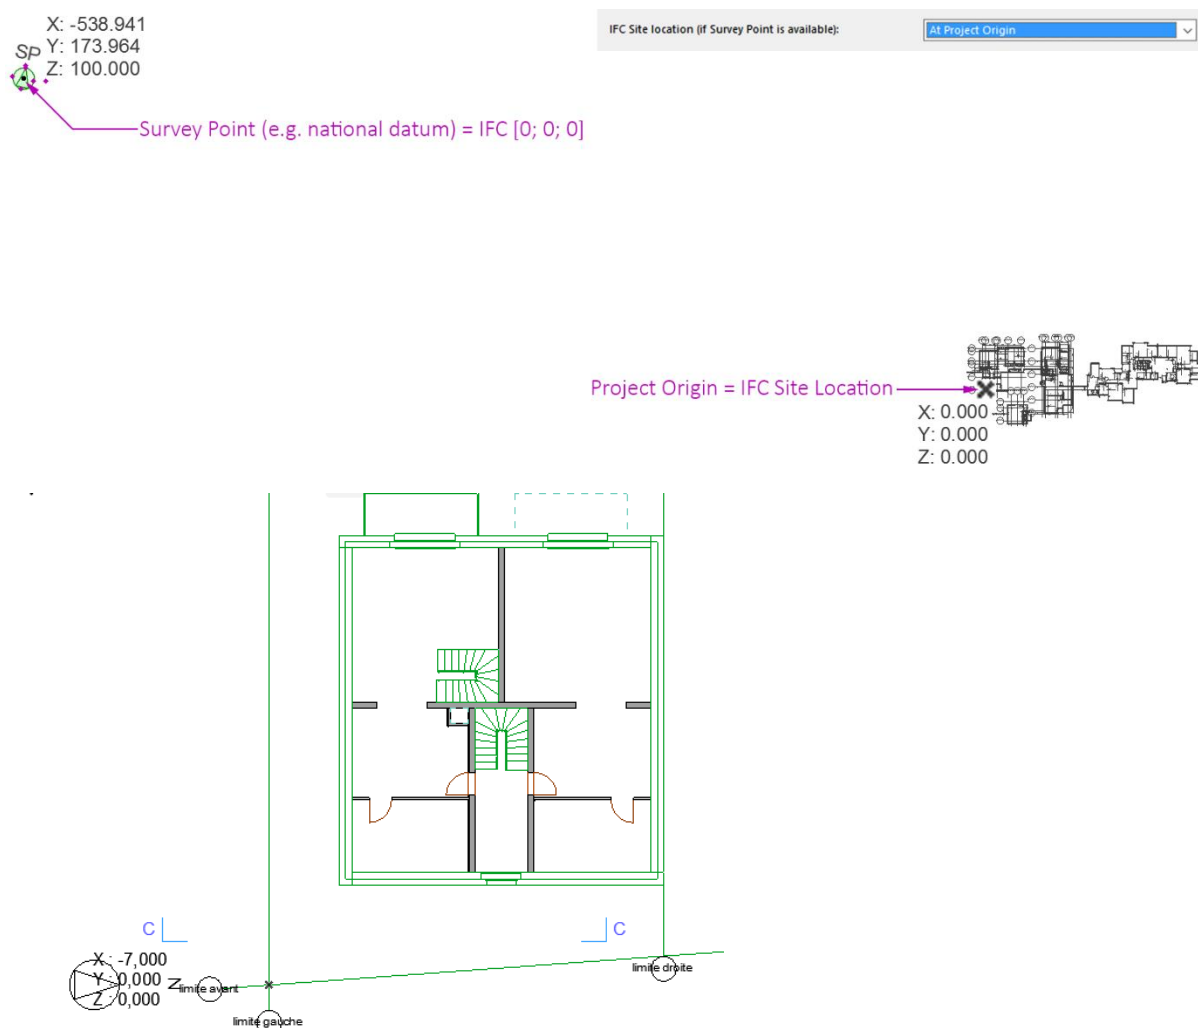 X: -538.941
SP
Y: 173.964
Z: 100.000
IFC Site location (if Survey Point is available):
At Project Origin
Survey Point (e.g. national datum) = IFC [0; 0; 0]
Project Origin = IFC Site Location
X: 0.000
Y: 0.000
Z: 0.000
C
C
X : -7,000
Y : 0,000
Z : 0,000
N
limite avant
limite droite
limite gauche